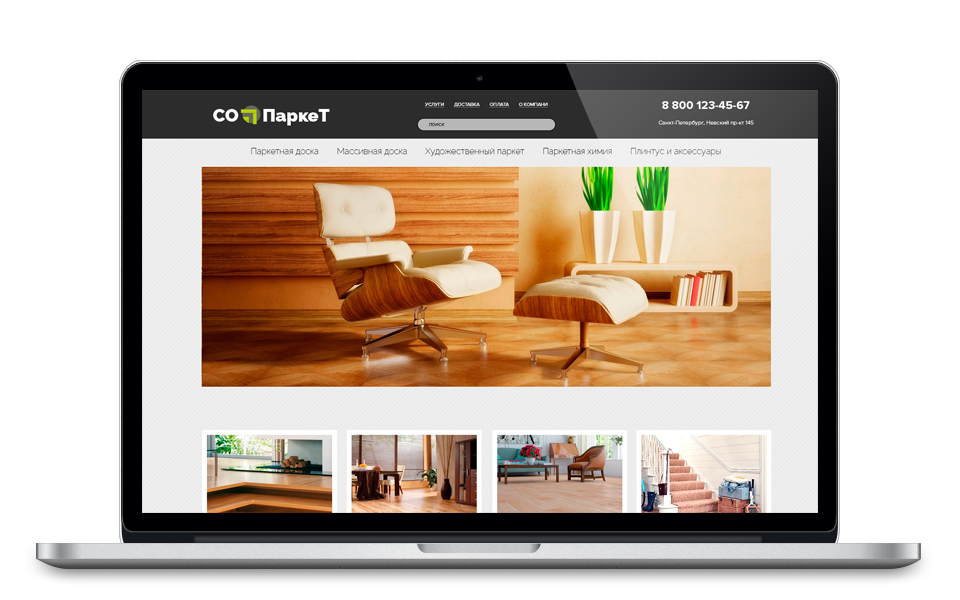 СО ПаркеТ
УСЛУГИ ДОСТАВКА ОПЛАТА О КОМПАНИ
ПОИСК
8 800 123-45-67
Санкт-Петербург, Невский пр-кт 145
Паркетная доска Массивная доска Художественный паркет Паркетная химия Плинтус и аксессуары